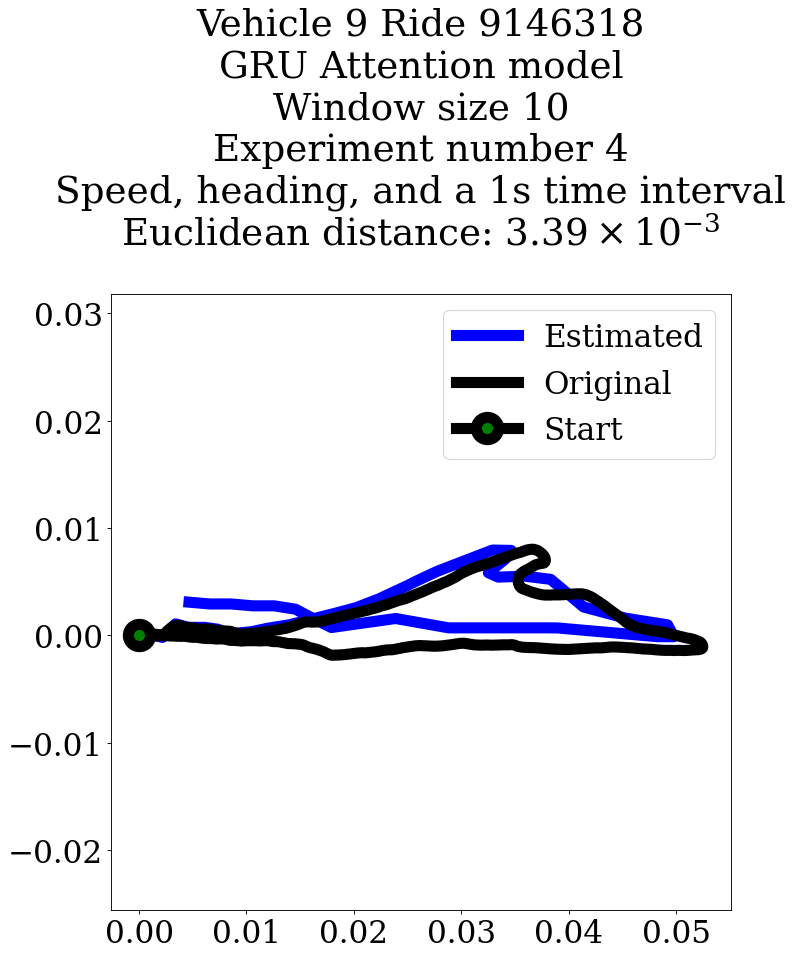 Vehicle 9 Ride 9146318
GRU Attention model
Window size 10
Experiment number 4
Speed, heading, and a 1s time interval
Euclidean distance: 3.39 × 10⁻³
Estimated
Original
Start
0.03
0.02
0.01
0.00
−0.01
−0.02
0.00 0.01 0.02 0.03 0.04 0.05